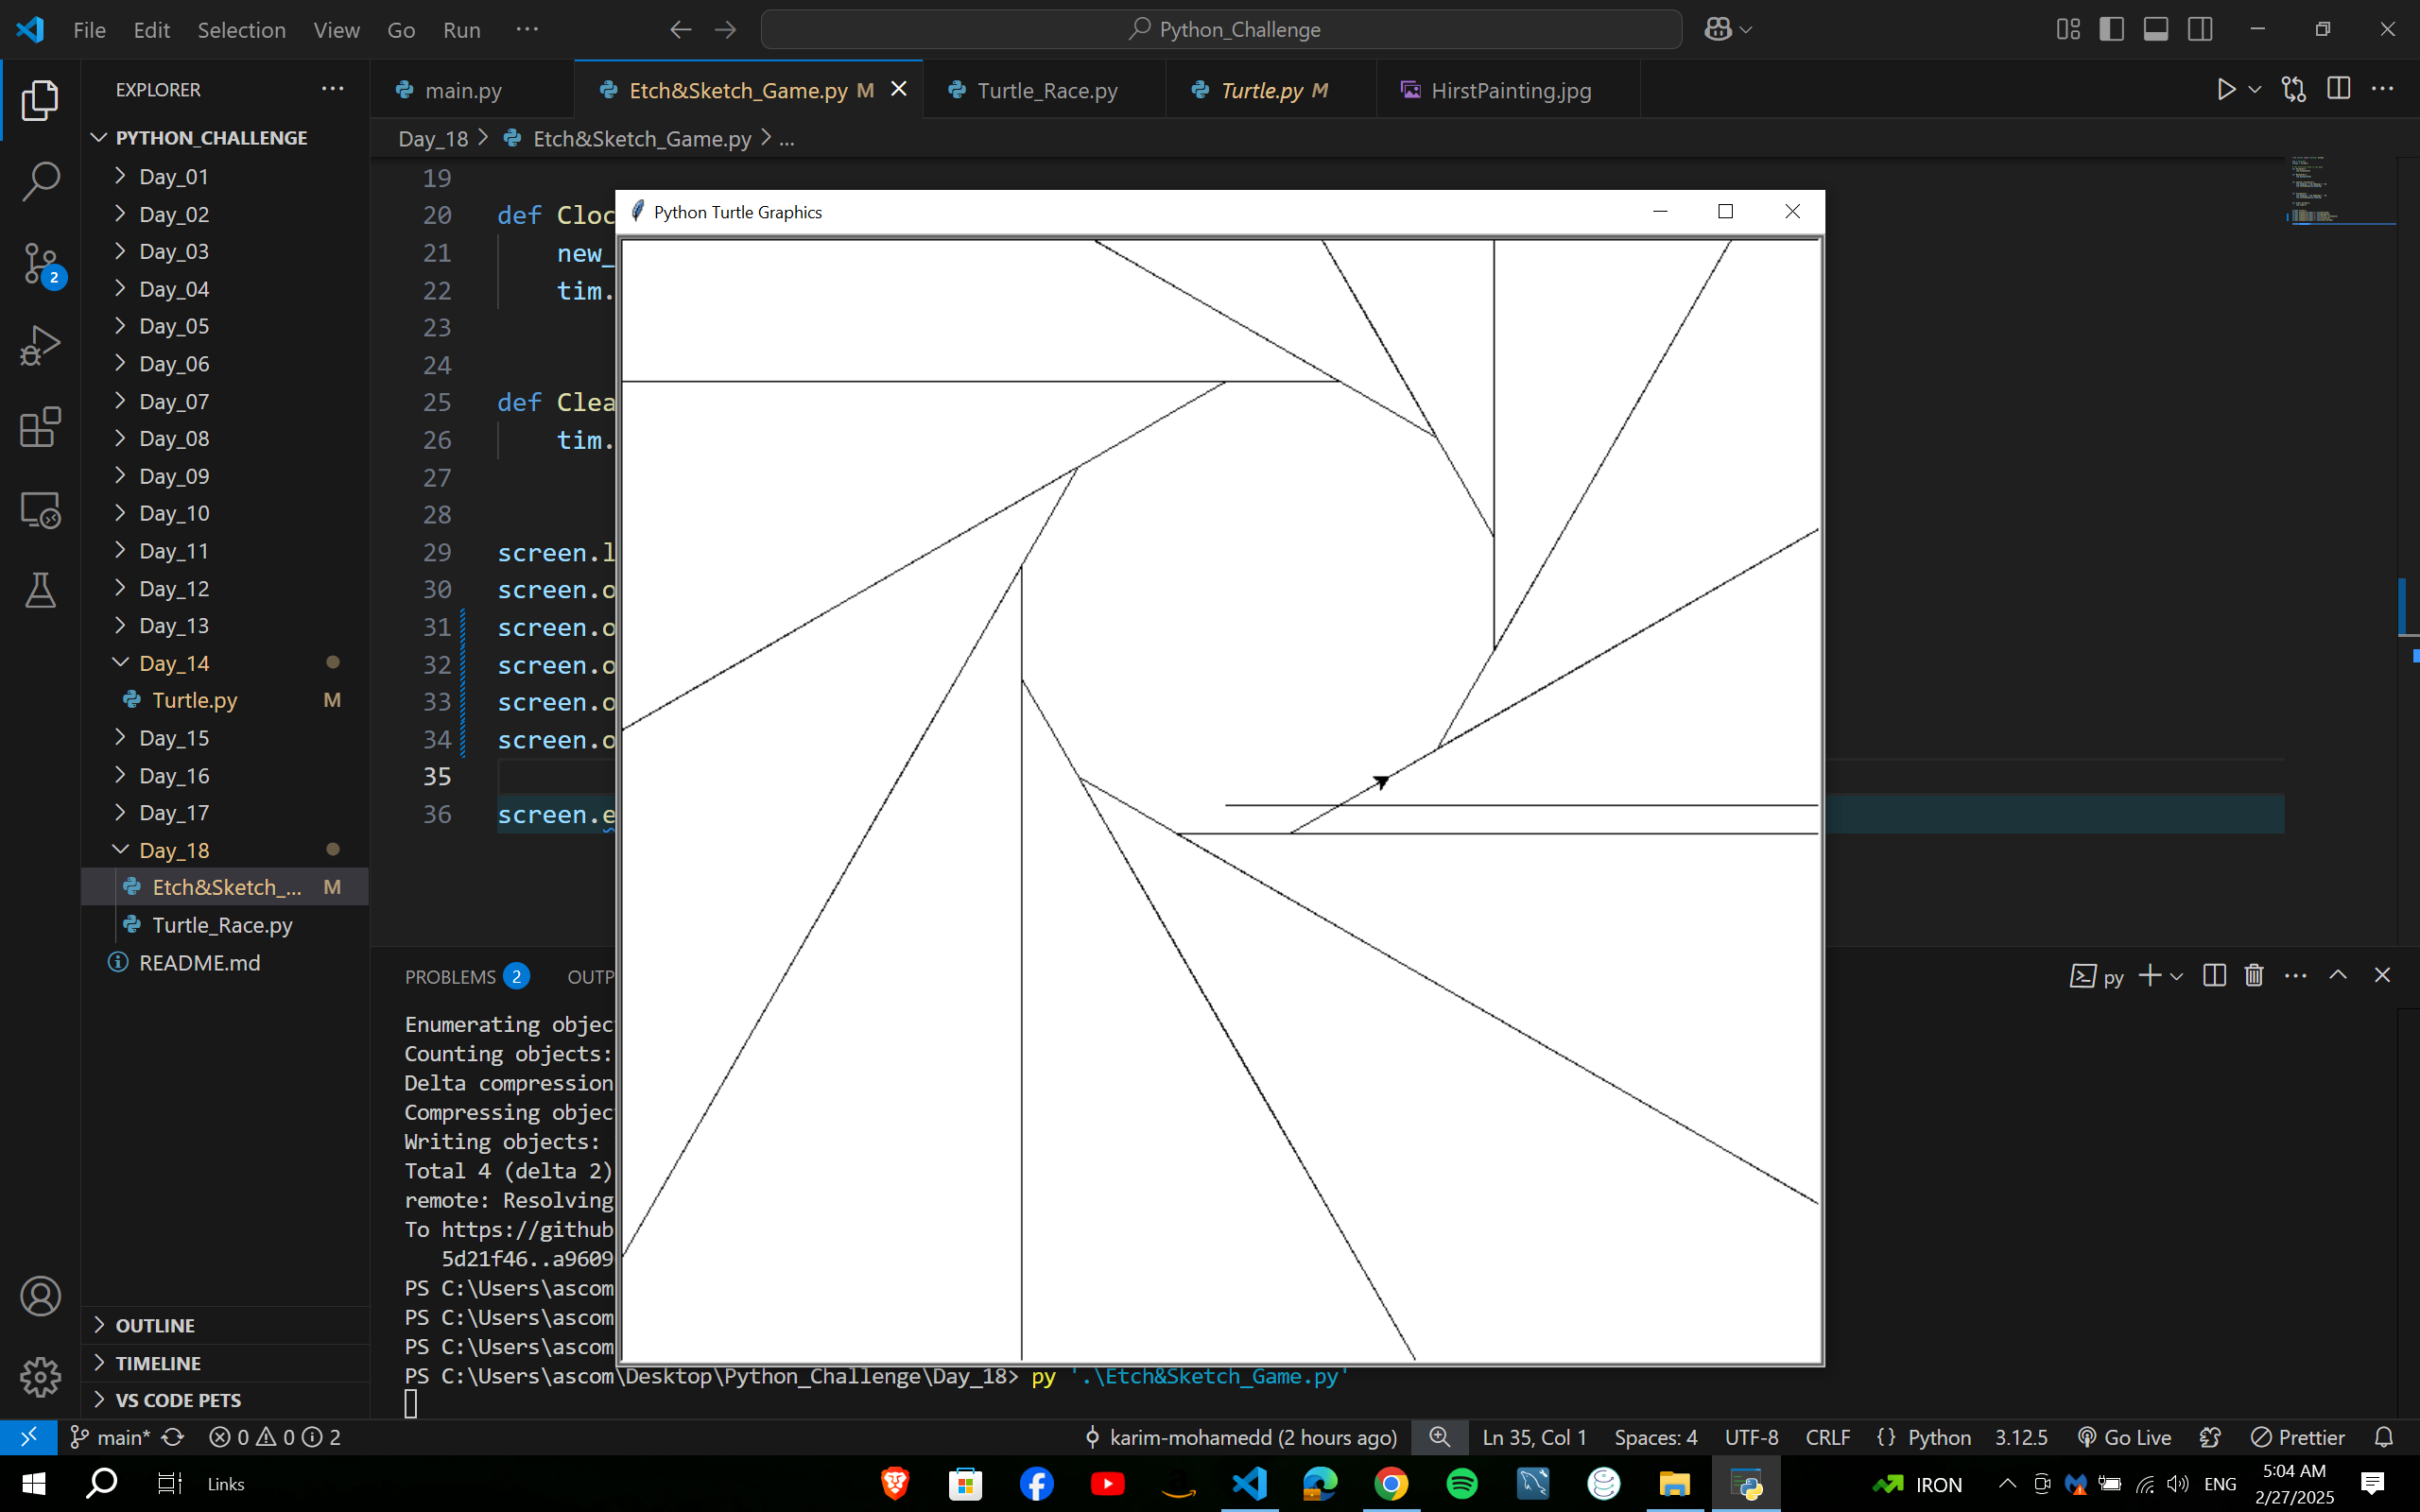 File Edit Selection View Go Run ··· Python_Challenge
EXPLORER ···
main.py Etch&Sketch_Game.py M Turtle_Race.py Turtle.py M HirstPainting.jpg
Day_18 > Etch&Sketch_Game.py > ...
PYTHON_CHALLENGE
Day_01
Day_02
Day_03
Day_04
Day_05
Day_06
Day_07
Day_08
Day_09
Day_10
Day_11
Day_12
Day_13
Day_14
Turtle.py M
Day_15
Day_16
Day_17
Day_18
Etch&Sketch_... M
Turtle_Race.py
README.md
OUTLINE
TIMELINE
VS CODE PETS
2
19
20 def Cloc
21 new_
22 tim.
23
24
25 def Clea
26 tim.
27
28
29 screen.l
30 screen.o
31 screen.o
32 screen.o
33 screen.o
34 screen.o
35
36 screen.e
Python Turtle Graphics
PROBLEMS 2 OUTP
py
Enumerating objec
Counting objects:
Delta compression
Compressing objec
Writing objects:
Total 4 (delta 2)
remote: Resolving
To https://github
5d21f46..a9609
PS C:\Users\ascom
PS C:\Users\ascom
PS C:\Users\ascom
PS C:\Users\ascom\Desktop\Python_Challenge\Day_18> py '.\Etch&Sketch_Game.py'
main* 0 0 2 karim-mohamedd (2 hours ago) Ln 35, Col 1 Spaces: 4 UTF-8 CRLF {} Python 3.12.5 Go Live Prettier
Links IRON ENG 5:04 AM
2/27/2025